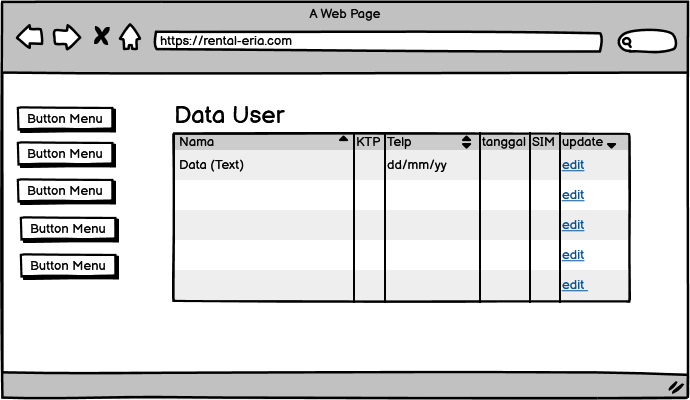 A Web Page
https://rental-eria.com
Data User
Button Menu
Button Menu
Button Menu
Button Menu
Button Menu
Nama KTP Telp tanggal SIM update
Data (Text) dd/mm/yy edit
edit
edit
edit
edit